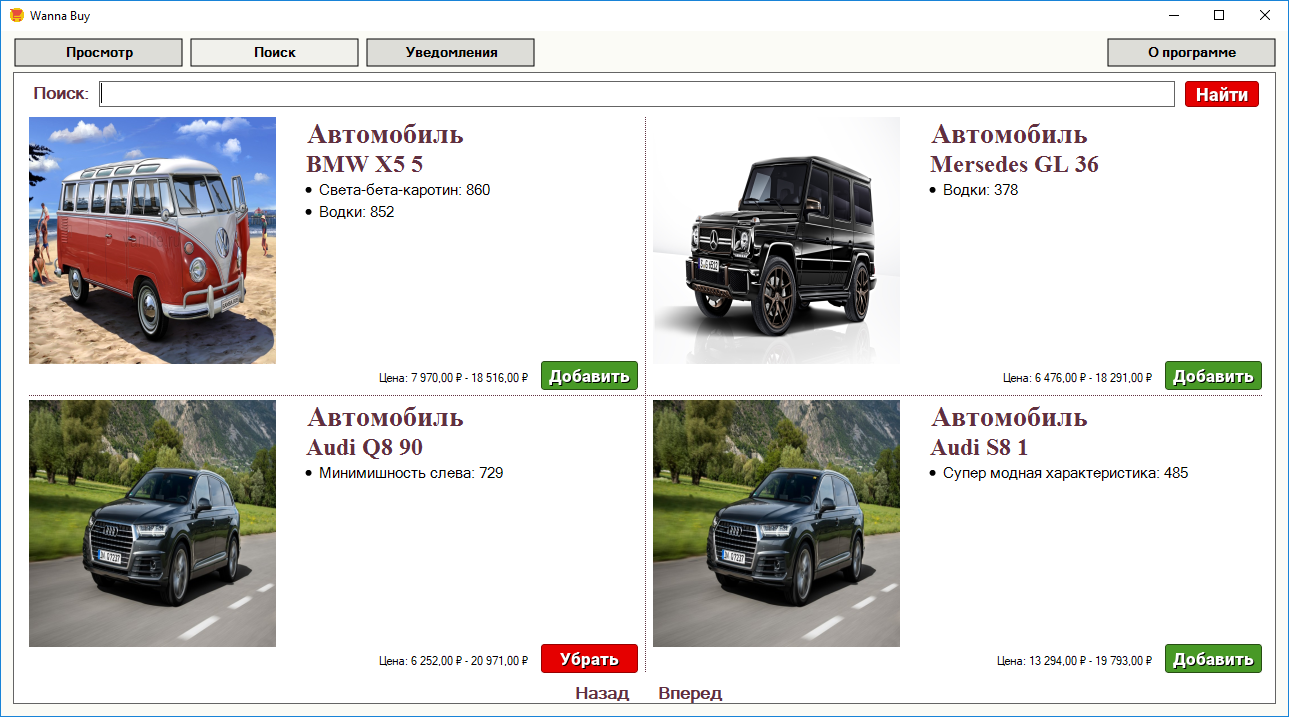 Wanna Buy
Просмотр
Поиск
Уведомления
О программе
Поиск:
Найти
Автомобиль
BMW X5 5
• Света-бета-каротин: 860
• Водки: 852
Цена: 7 970,00 ₽ - 18 516,00 ₽
Добавить
Автомобиль
Mersedes GL 36
• Водки: 378
Цена: 6 476,00 ₽ - 18 291,00 ₽
Добавить
Автомобиль
Audi Q8 90
• Минимишность слева: 729
Цена: 6 252,00 ₽ - 20 971,00 ₽
Убрать
Автомобиль
Audi S8 1
• Супер модная характеристика: 485
Цена: 13 294,00 ₽ - 19 793,00 ₽
Добавить
Назад
Вперед